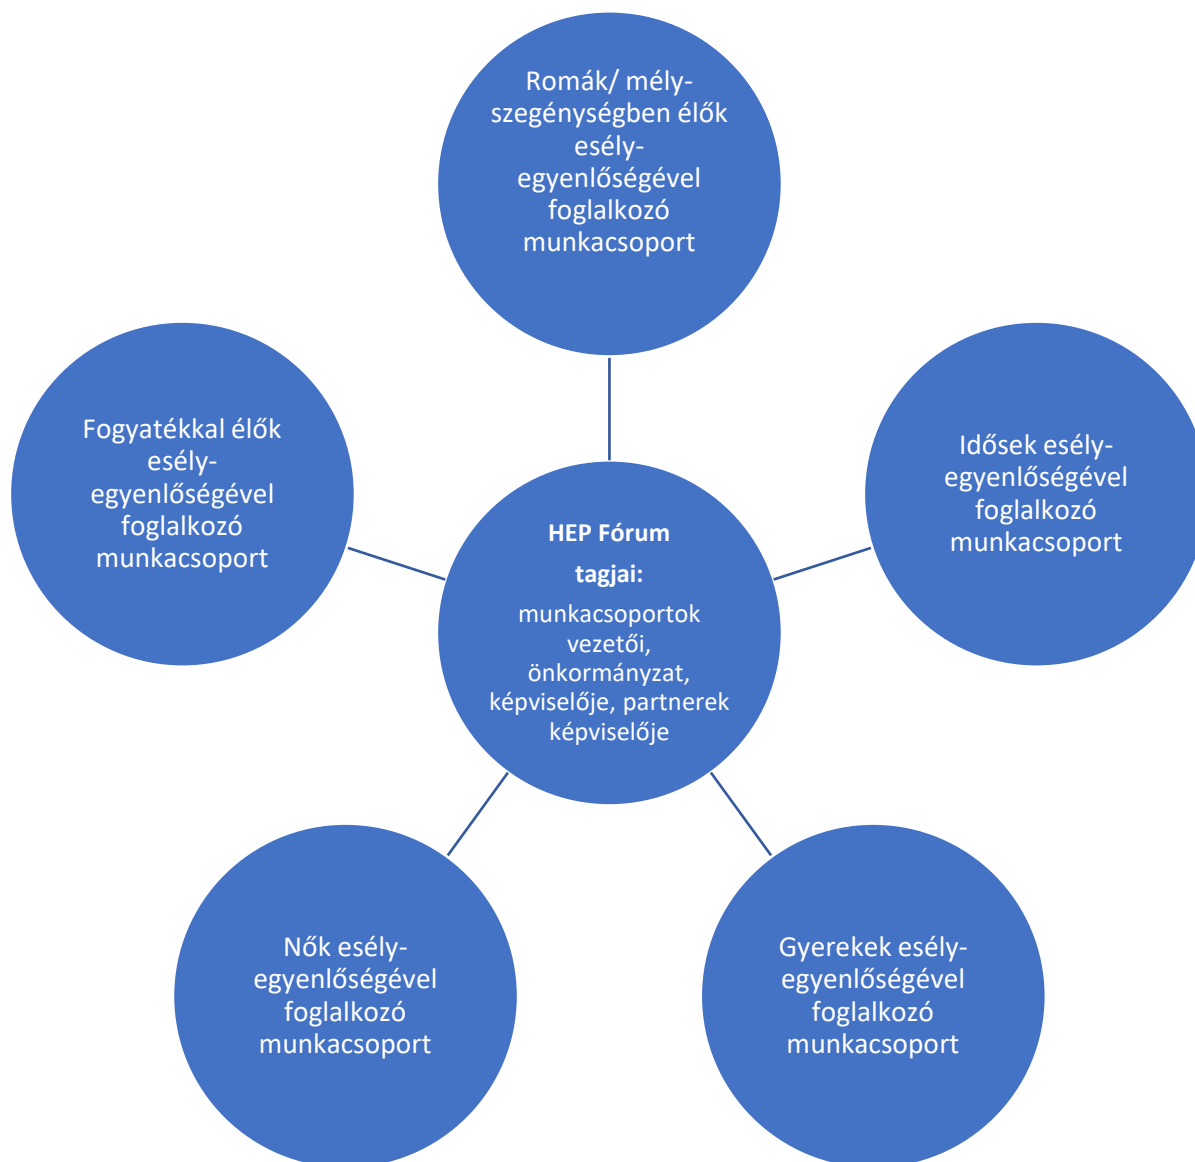 Romák/ mély-
szegénységben élők
esély-
egyenlőségével
foglalkozó
munkacsoport
Fogyatékkal élők
esély-
egyenlőségével
foglalkozó
munkacsoport
Idősek esély-
egyenlőségével
foglalkozó
munkacsoport
HEP Fórum
tagjai:
munkacsoportok
vezetői,
önkormányzat,
képviselője, partnerek
képviselője
Nők esély-
egyenlőségével
foglalkozó
munkacsoport
Gyerekek esély-
egyenlőségével
foglalkozó
munkacsoport